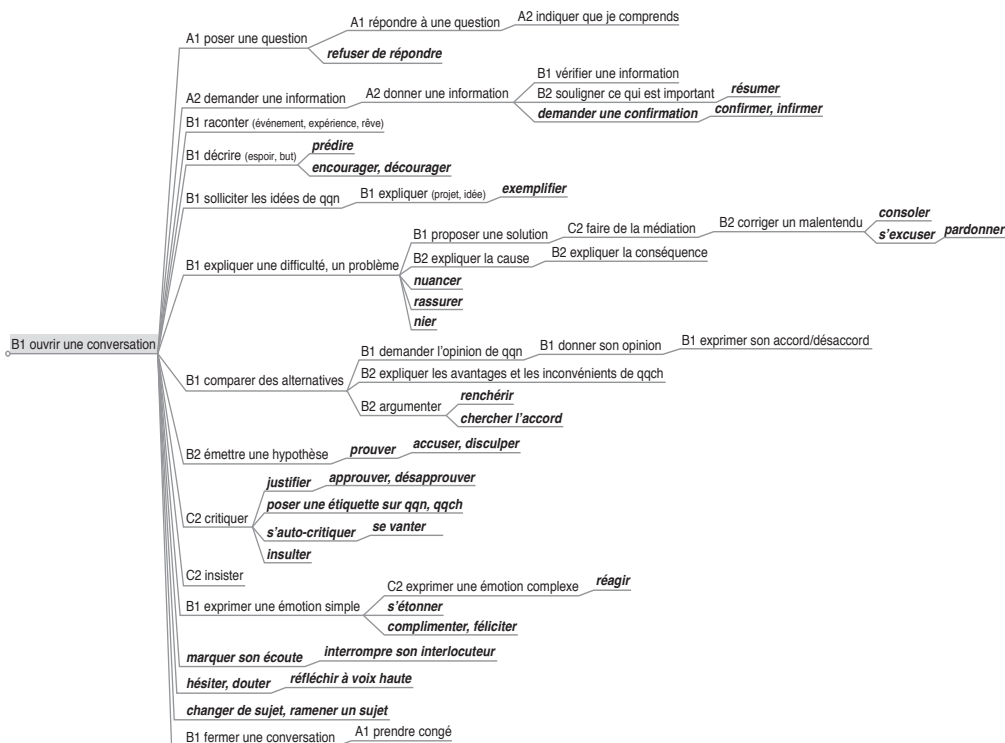 A1 poser une question
A1 répondre à une question
A2 indiquer que je comprends
refuser de répondre
A2 demander une information
A2 donner une information
B1 vérifier une information
B2 souligner ce qui est important
résumer
demander une confirmation
confirmer, infirmer
B1 raconter (événement, expérience, rêve)
B1 décrire (espoir, but)
prédire
encourager, décourager
B1 solliciter les idées de qqn
B1 expliquer (projet, idée)
exemplifier
B1 expliquer une difficulté, un problème
B1 proposer une solution
C2 faire de la médiation
B2 corriger un malentendu
consoler
s'excuser
pardonner
B2 expliquer la cause
B2 expliquer la conséquence
nuancer
rassurer
nier
B1 ouvrir une conversation
B1 comparer des alternatives
B1 demander l'opinion de qqn
B1 donner son opinion
B1 exprimer son accord/désaccord
B2 expliquer les avantages et les inconvénients de qqch
B2 argumenter
renchérir
chercher l'accord
B2 émettre une hypothèse
prouver
accuser, disculper
C2 critiquer
justifier
approuver, désapprouver
poser une étiquette sur qqn, qqch
s'auto-critiquer
se vanter
insulter
C2 insister
B1 exprimer une émotion simple
C2 exprimer une émotion complexe
réagir
s'étonner
complimenter, féliciter
marquer son écoute
interrompre son interlocuteur
hésiter, douter
réfléchir à voix haute
changer de sujet, ramener un sujet
B1 fermer une conversation
A1 prendre congé